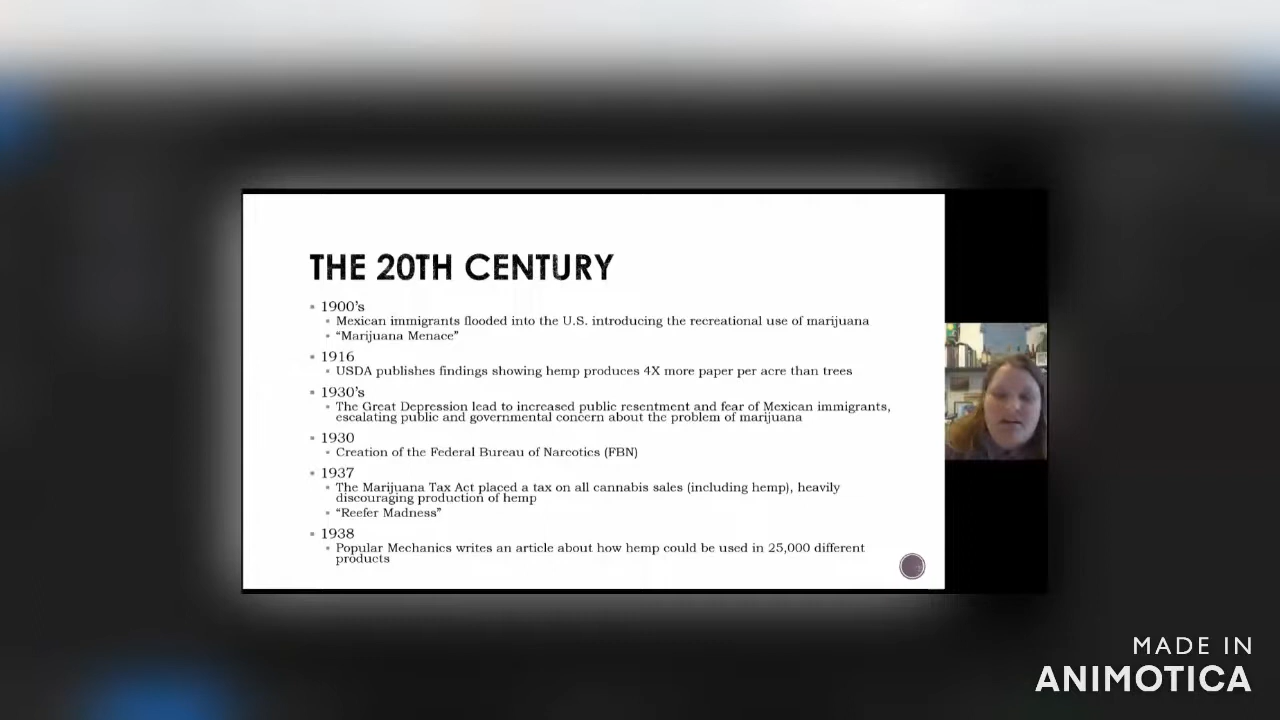 THE 20TH CENTURY
1900's
Mexican immigrants flooded into the U.S. introducing the recreational use of marijuana
“Marijuana Menace”
1916
USDA publishes findings showing hemp produces 4X more paper per acre than trees
1930's
The Great Depression lead to increased public resentment and fear of Mexican immigrants,
escalating public and governmental concern about the problem of marijuana
1930
Creation of the Federal Bureau of Narcotics (FBN)
1937
The Marijuana Tax Act placed a tax on all cannabis sales (including hemp), heavily
discouraging production of hemp
“Reefer Madness”
1938
Popular Mechanics writes an article about how hemp could be used in 25,000 different
products
MADE IN
ANIMOTICA